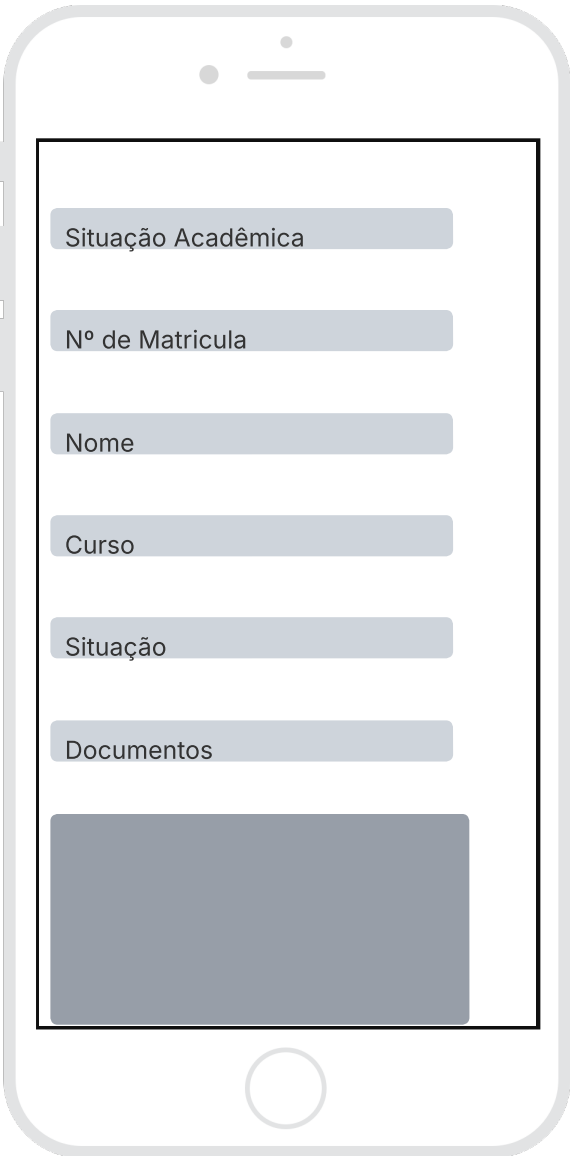 Situação Acadêmica
Nº de Matricula
Nome
Curso
Situação
Documentos